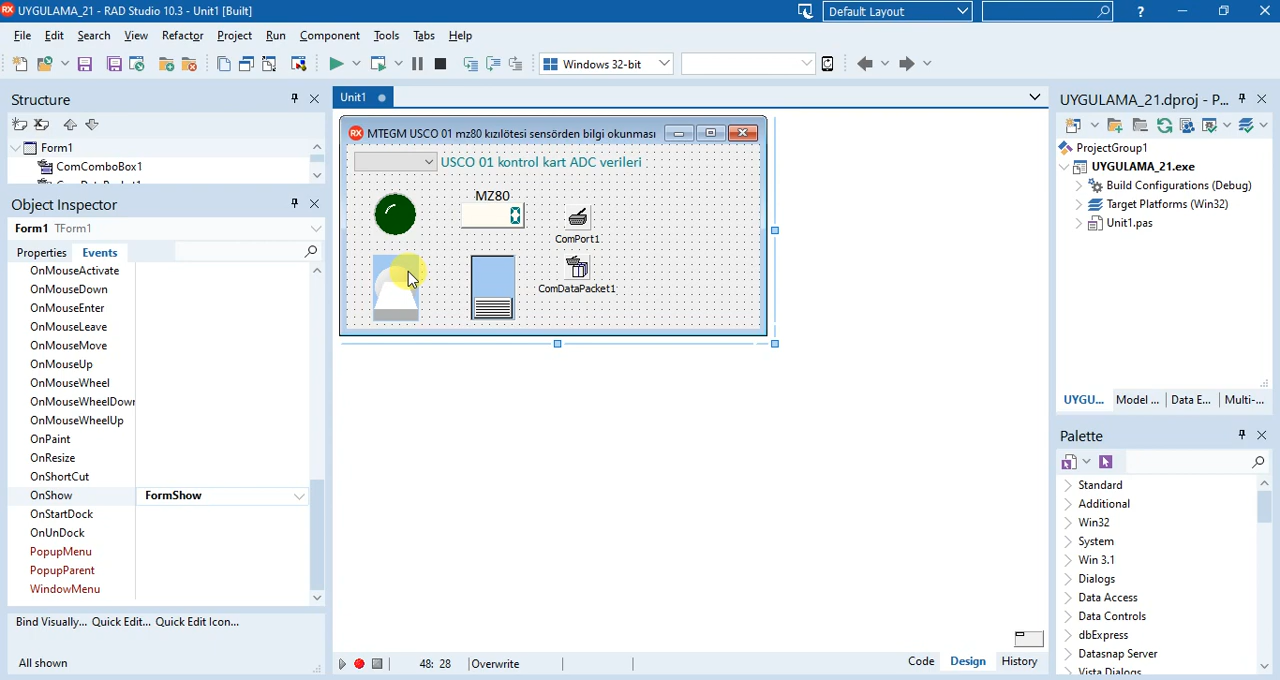 UYGULAMA_21 - RAD Studio 10.3 - Unit1 [Built]
Default Layout
File Edit Search View Refactor Project Run Component Tools Tabs Help
Windows 32-bit
Structure
Form1
ComComboBox1
Object Inspector
Form1 TForm1
Properties Events
OnMouseActivate
OnMouseDown
OnMouseEnter
OnMouseLeave
OnMouseMove
OnMouseUp
OnMouseWheel
OnMouseWheelDown
OnMouseWheelUp
OnPaint
OnResize
OnShortCut
OnShow FormShow
OnStartDock
OnUnDock
PopupMenu
PopupParent
WindowMenu
Bind Visually... Quick Edit... Quick Edit Icon...
All shown
Unit1
MTEGM USCO 01 mz80 kızılötesi sensörden bilgi okunması
USCO 01 kontrol kart ADC verileri
MZ80
0
ComPort1
ComDataPacket1
48: 28 Overwrite
Code Design History
UYGULAMA_21.dproj - P...
ProjectGroup1
UYGULAMA_21.exe
Build Configurations (Debug)
Target Platforms (Win32)
Unit1.pas
UYGU... Model ... Data E... Multi-...
Palette
Standard
Additional
Win32
System
Win 3.1
Dialogs
Data Access
Data Controls
dbExpress
Datasnap Server
Vista Dialogs